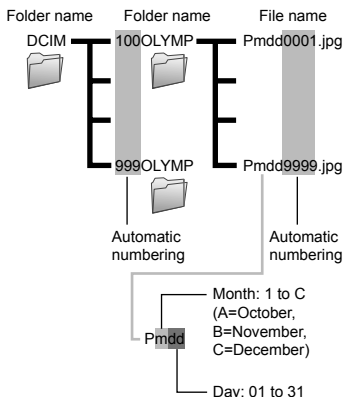 Folder name Folder name File name
DCIM 100OLYMP Pmdd0001.jpg
999OLYMP Pmdd9999.jpg
Automatic numbering
Automatic numbering
Month: 1 to C
(A=October,
B=November,
Pmdd
C=December)
Day: 01 to 31